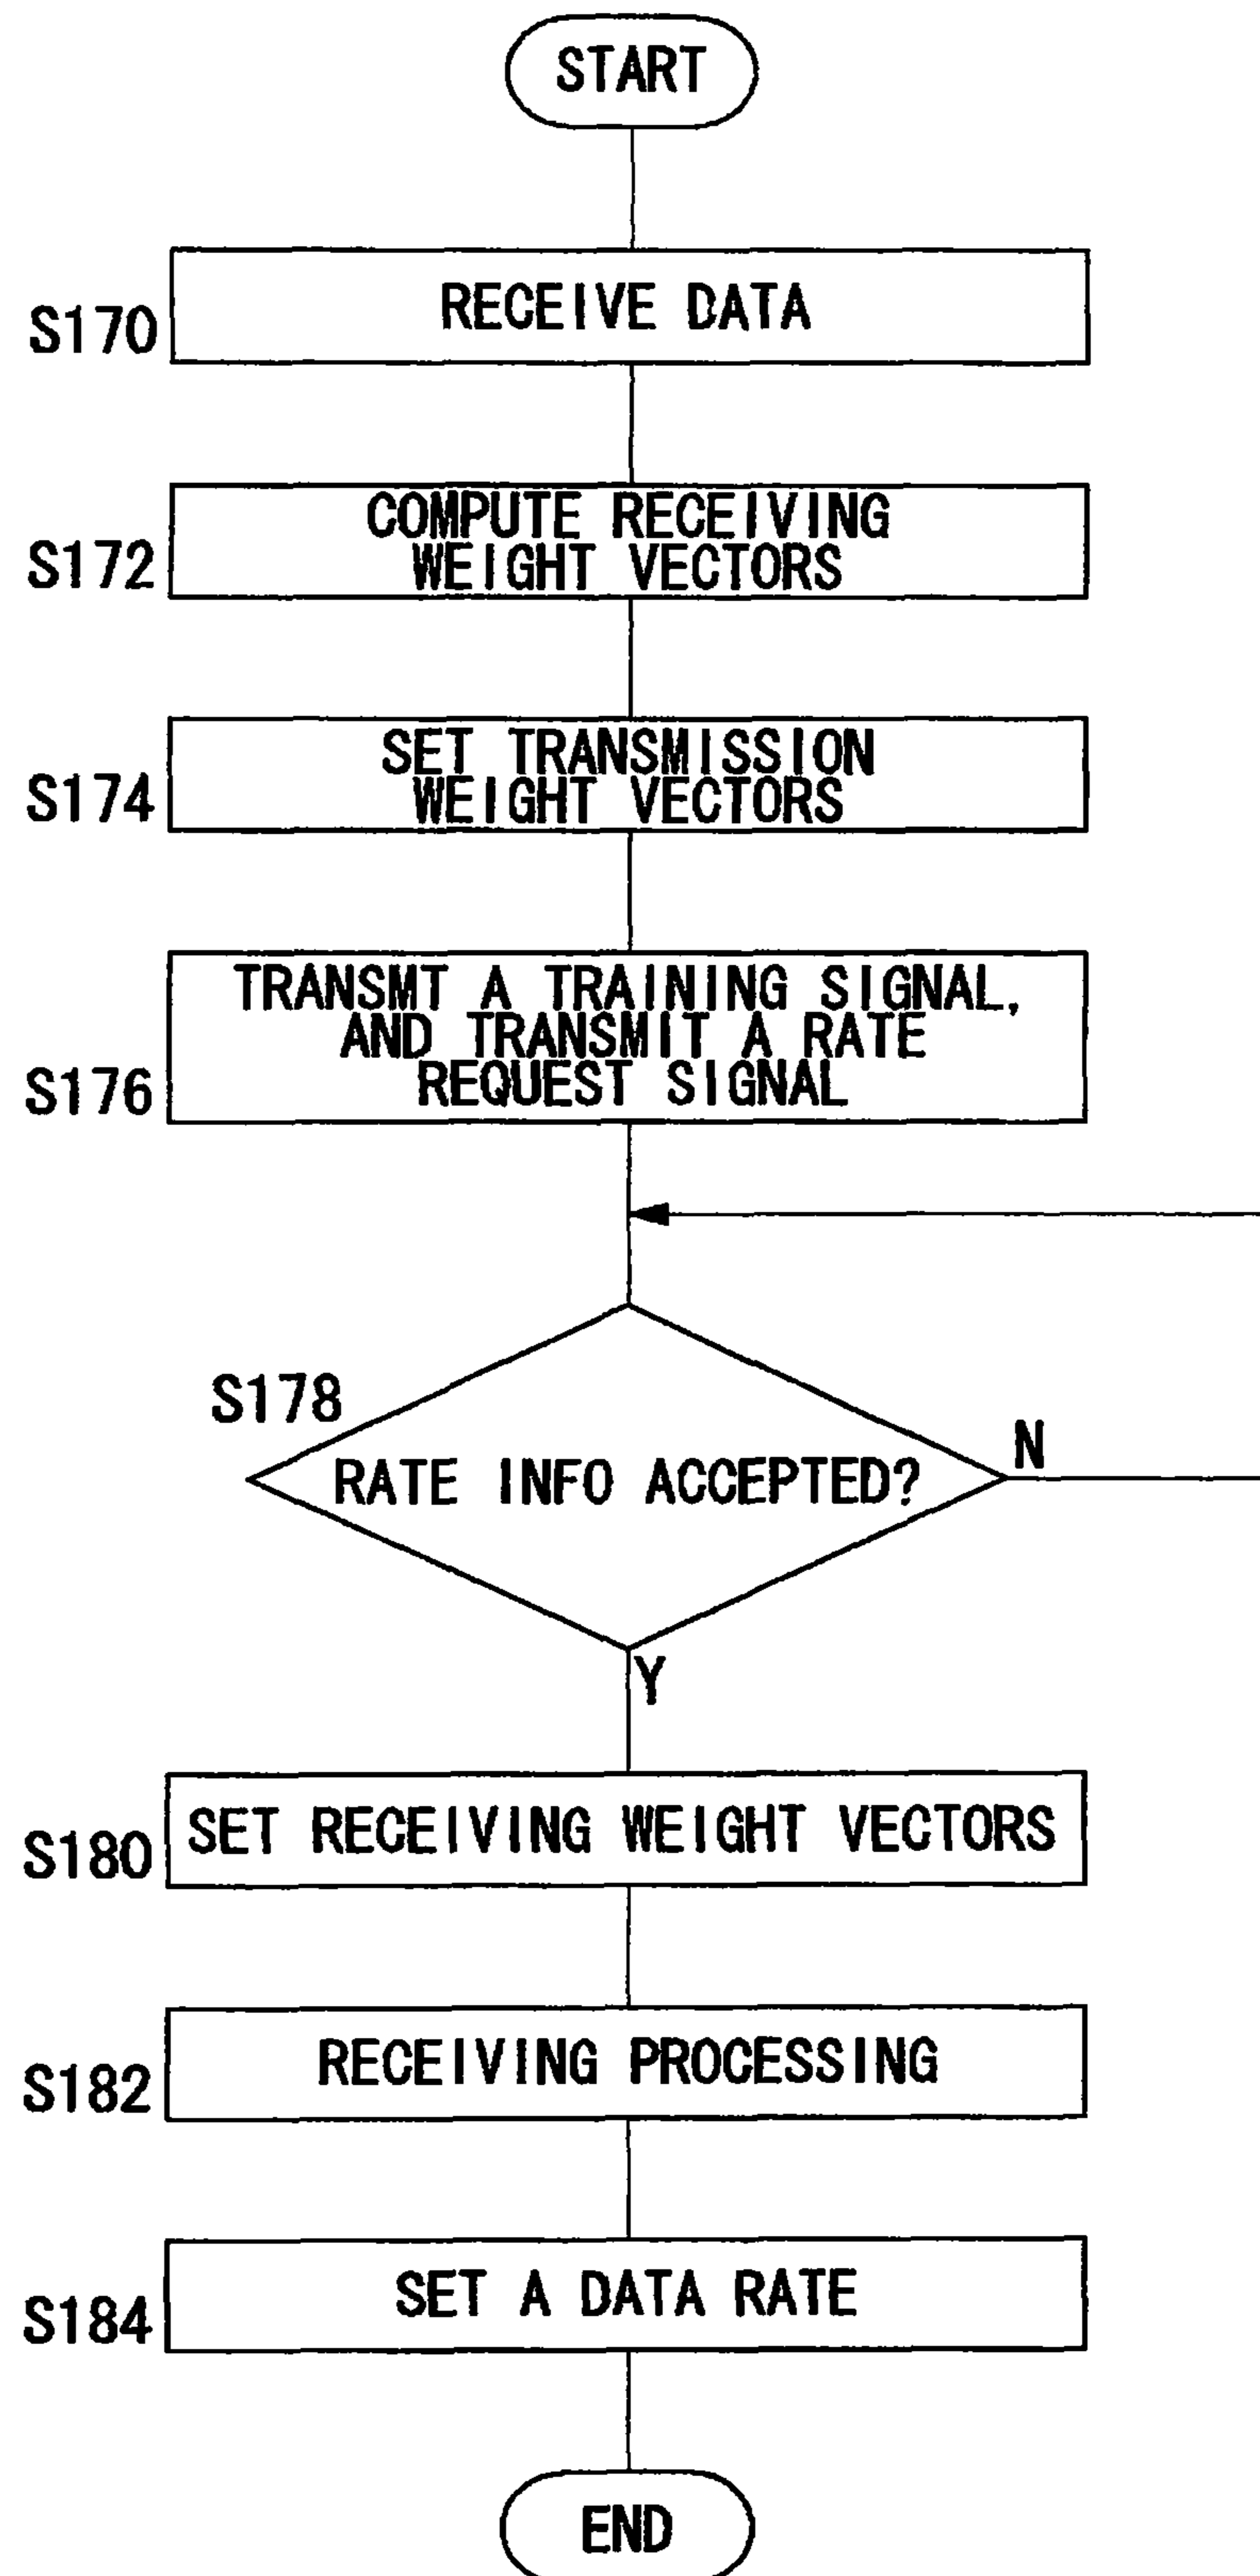 START
RECEIVE DATA
S170
COMPUTE RECEIVING
WEIGHT VECTORS
S172
SET TRANSMISSION
WEIGHT VECTORS
S174
TRANSMT A TRAINING SIGNAL,
AND TRANSMIT A RATE
REQUEST SIGNAL
S176
S178
RATE INFO ACCEPTED?
N
Y
SET RECEIVING WEIGHT VECTORS
S180
RECEIVING PROCESSING
S182
SET A DATA RATE
S184
END